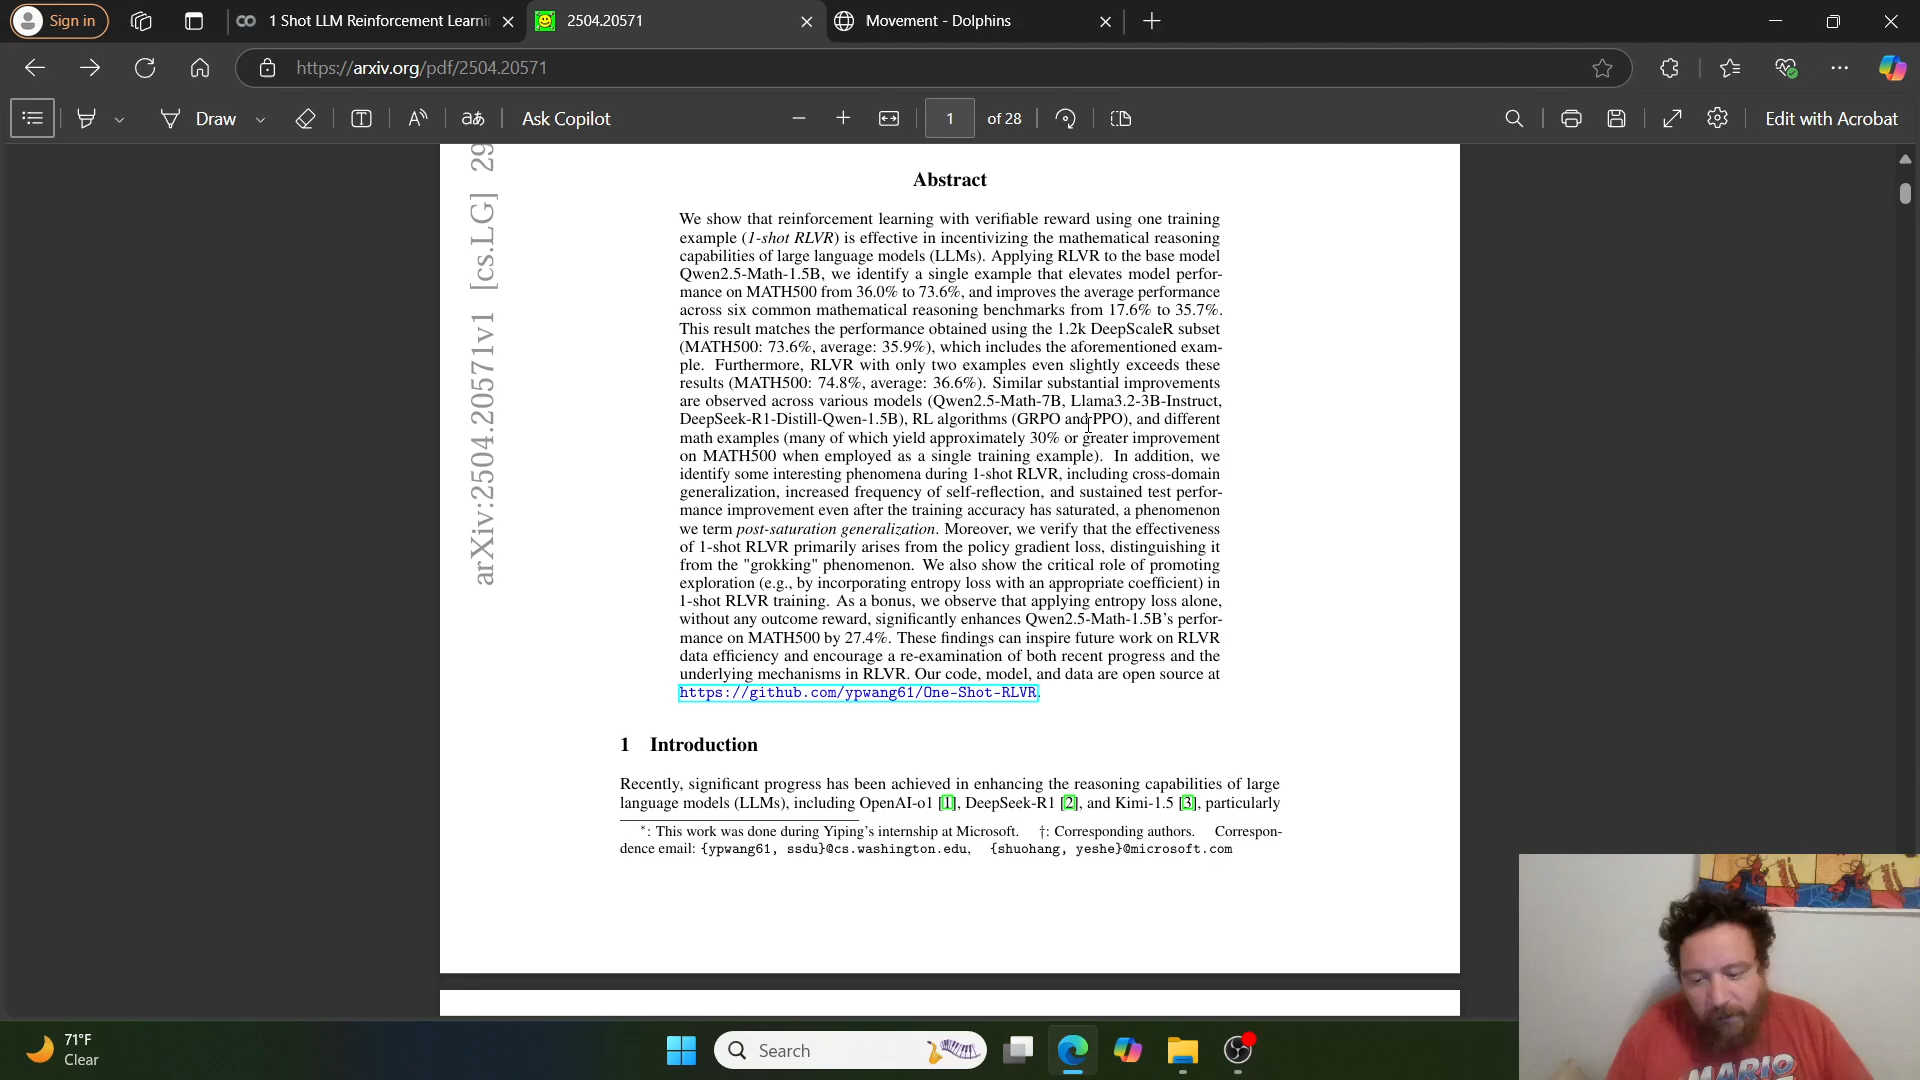 Sign in
1 Shot LLM Reinforcement Learni
2504.20571
Movement - Dolphins
https://arxiv.org/pdf/2504.20571
Draw
aあ
Ask Copilot
1
of 28
Edit with Acrobat
arXiv:2504.20571v1 [cs.LG] 29
Abstract
We show that reinforcement learning with verifiable reward using one training
example (1-shot RLVR) is effective in incentivizing the mathematical reasoning
capabilities of large language models (LLMs). Applying RLVR to the base model
Qwen2.5-Math-1.5B, we identify a single example that elevates model perfor-
mance on MATH500 from 36.0% to 73.6%, and improves the average performance
across six common mathematical reasoning benchmarks from 17.6% to 35.7%.
This result matches the performance obtained using the 1.2k DeepScaleR subset
(MATH500: 73.6%, average: 35.9%), which includes the aforementioned exam-
ple. Furthermore, RLVR with only two examples even slightly exceeds these
results (MATH500: 74.8%, average: 36.6%). Similar substantial improvements
are observed across various models (Qwen2.5-Math-7B, Llama3.2-3B-Instruct,
DeepSeek-R1-Distill-Qwen-1.5B), RL algorithms (GRPO and PPO), and different
math examples (many of which yield approximately 30% or greater improvement
on MATH500 when employed as a single training example). In addition, we
identify some interesting phenomena during 1-shot RLVR, including cross-domain
generalization, increased frequency of self-reflection, and sustained test perfor-
mance improvement even after the training accuracy has saturated, a phenomenon
we term post-saturation generalization. Moreover, we verify that the effectiveness
of 1-shot RLVR primarily arises from the policy gradient loss, distinguishing it
from the "grokking" phenomenon. We also show the critical role of promoting
exploration (e.g., by incorporating entropy loss with an appropriate coefficient) in
1-shot RLVR training. As a bonus, we observe that applying entropy loss alone,
without any outcome reward, significantly enhances Qwen2.5-Math-1.5B's perfor-
mance on MATH500 by 27.4%. These findings can inspire future work on RLVR
data efficiency and encourage a re-examination of both recent progress and the
underlying mechanisms in RLVR. Our code, model, and data are open source at
https://github.com/ypwang61/One-Shot-RLVR.
1 Introduction
Recently, significant progress has been achieved in enhancing the reasoning capabilities of large
language models (LLMs), including OpenAI-o1 [1], DeepSeek-R1 [2], and Kimi-1.5 [3], particularly
*: This work was done during Yiping's internship at Microsoft. †: Corresponding authors. Correspon-
dence email: {ypwang61, ssdu}@cs.washington.edu, {shuohang, yeshe}@microsoft.com
MARIO
71°F
Clear
Search